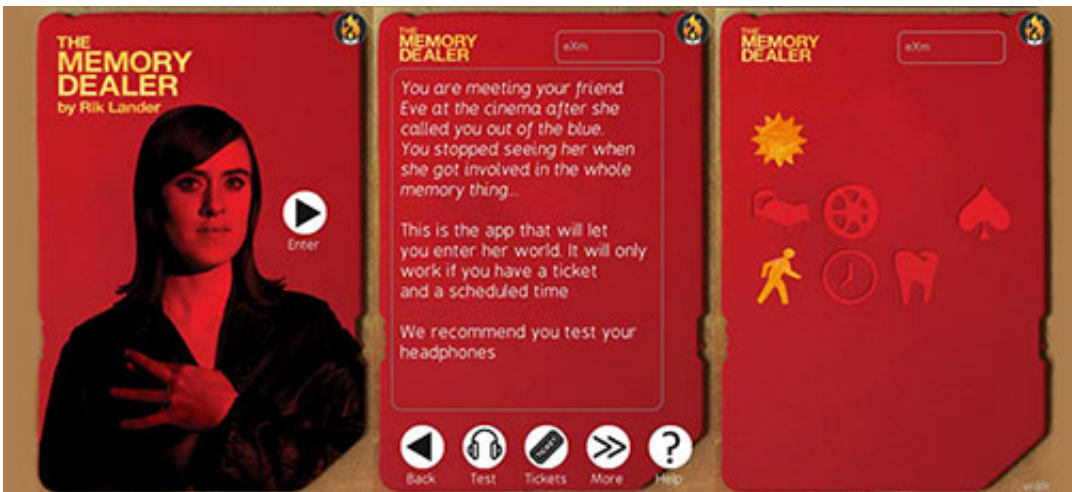 THE
MEMORY
DEALER
by Rik Lander
Enter
THE
MEMORY
DEALER
eXm
You are meeting your friend
Eve at the cinema after she
called you out of the blue.
You stopped seeing her when
she got involved in the whole
memory thing...
This is the app that will let
you enter her world. It will only
work if you have a ticket
and a scheduled time
We recommend you test your
headphones
TICKET
Back
Test
Tickets
More
?
Help
THE
MEMORY
DEALER
eXm